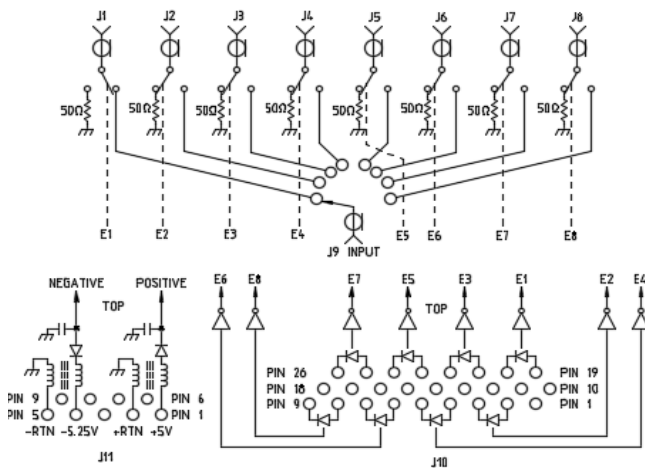 J1 J2 J3 J4 J5 J6 J7 J8
50Ω 50Ω 50Ω 50Ω 50Ω 50Ω 50Ω 50Ω
E1 E2 E3 E4 E5 E6 E7 E8
J9 INPUT
NEGATIVE POSITIVE E6 E8 E7 E5 E3 E1 E2 E4
TOP TOP
PIN 26 PIN 19
PIN 9 PIN 6 PIN 18 PIN 10
PIN 5 PIN 1 PIN 9 PIN 1
-RTN -5.25V +RTN +5V
J11 J10